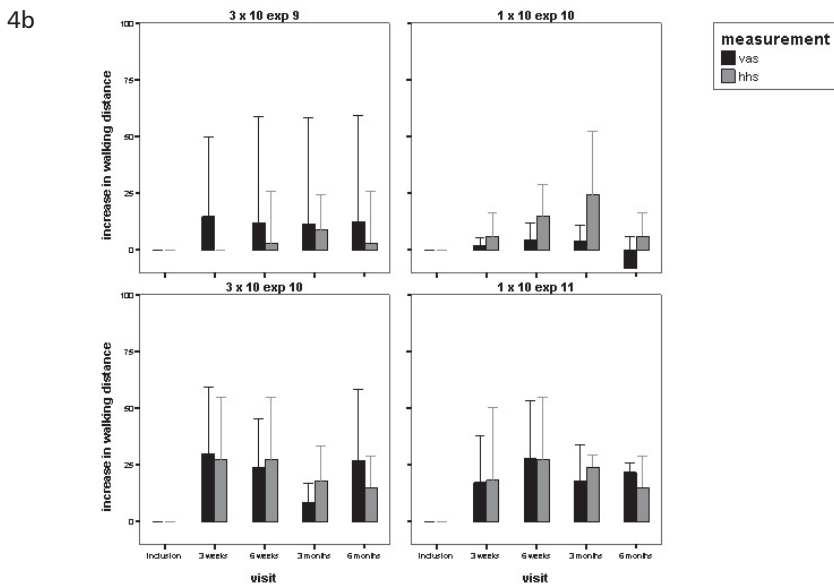 4b
3 x 10 exp 9
1 x 10 exp 10
measurement
vas
hhs
increase in walking distance
100
75
50
25
0
3 x 10 exp 10
1 x 10 exp 11
increase in walking distance
100
75
50
25
0
inclusion 3 weeks 6 weeks 3 months 6 months
inclusion 3 weeks 6 weeks 3 months 6 months
visit
visit